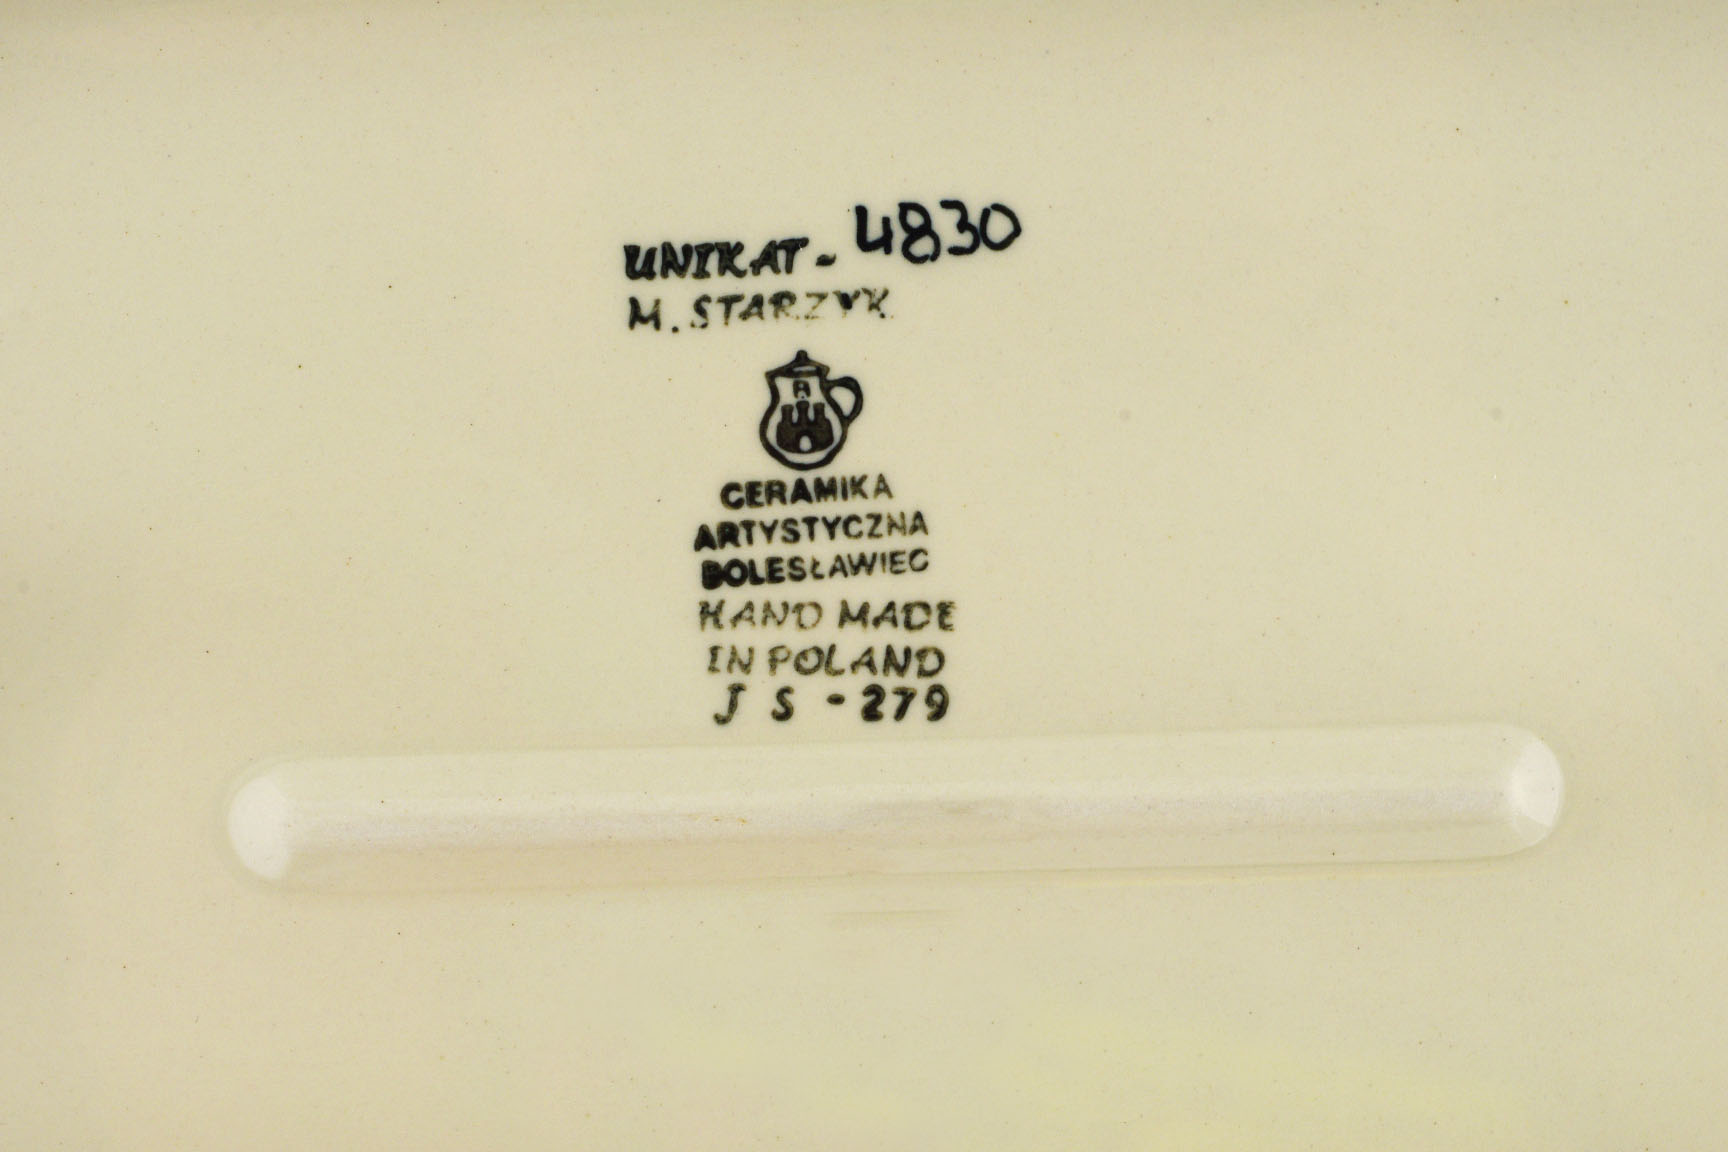 UNIKAT - 4830
M. STARZYK
CERAMIKA
ARTYSTYCZNA
BOLESŁAWIEC
HAND MADE
IN POLAND
J S - 279